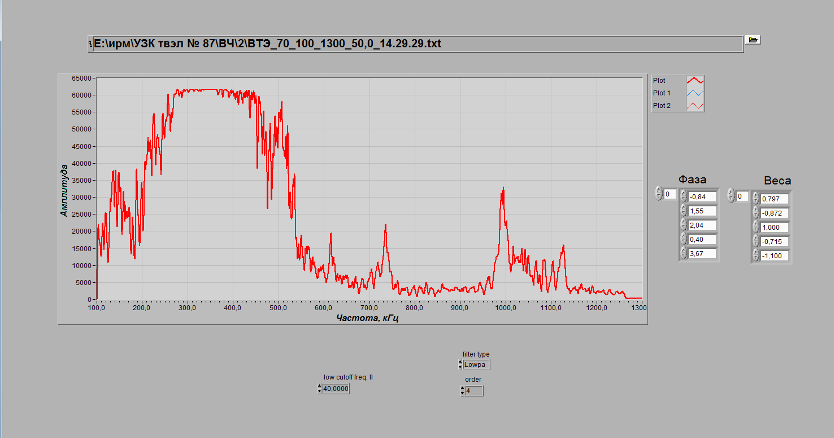 E:\ирм\УЗК твэл № 87\ВЧ\2\ВТЭ_70_100_1300_50,0_14.29.29.txt
65000
60000
55000
50000
45000
40000
35000
30000
25000
20000
15000
10000
5000
0
Амплитуда
100,0 200,0 300,0 400,0 500,0 600,0 700,0 800,0 900,0 1000,0 1100,0 1200,0 1300,0
Частота, кГц
Plot
Plot 1
Plot 2
Фаза
0
-0,84
1,55
2,04
0,40
3,67
Веса
0
0,797
-0,872
1,000
-0,715
-1,100
low cutoff freq: fl
40,0000
filter type
Lowpa
order
4